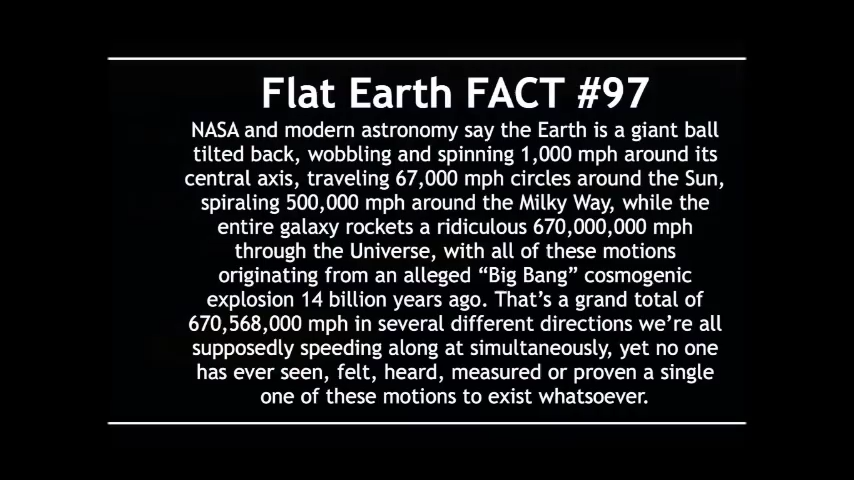 Flat Earth FACT #97
NASA and modern astronomy say the Earth is a giant ball
tilted back, wobbling and spinning 1,000 mph around its
central axis, traveling 67,000 mph circles around the Sun,
spiraling 500,000 mph around the Milky Way, while the
entire galaxy rockets a ridiculous 670,000,000 mph
through the Universe, with all of these motions
originating from an alleged “Big Bang” cosmogenic
explosion 14 billion years ago. That’s a grand total of
670,568,000 mph in several different directions we’re all
supposedly speeding along at simultaneously, yet no one
has ever seen, felt, heard, measured or proven a single
one of these motions to exist whatsoever.